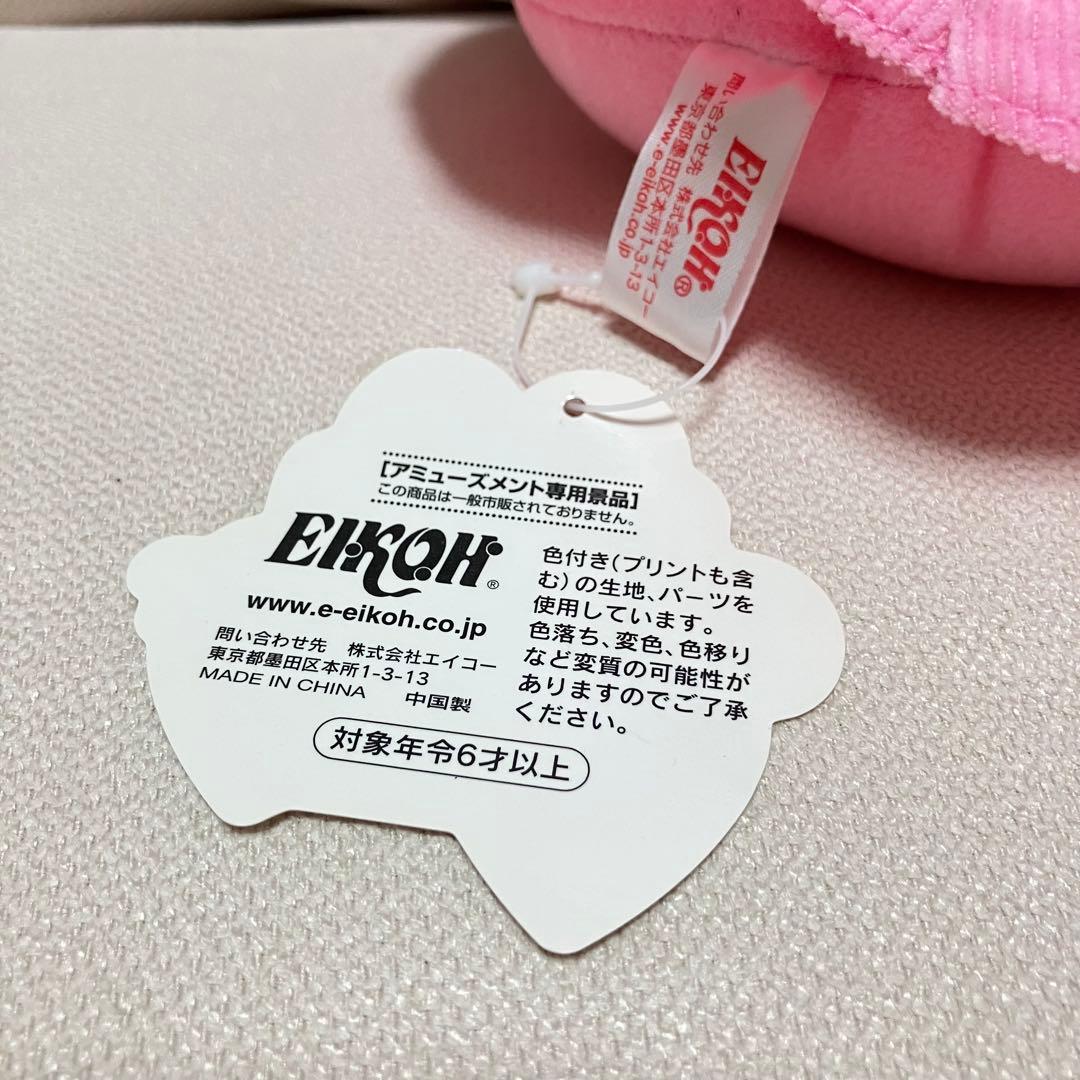 問い合わせ先 株式会社エイコー
東京都墨田区本所1-3-13
www.e-eikoh.co.jp
EIKOH®
[アミューズメント専用景品]
この商品は一般市販されておりません。
EIKOH®
www.e-eikoh.co.jp
問い合わせ先 株式会社エイコー
東京都墨田区本所1-3-13
MADE IN CHINA 中国製
色付き(プリントも含
む)の生地、パーツを
使用しています。
色落ち、変色、色移り
など変質の可能性が
ありますのでご了承
ください。
対象年令6才以上